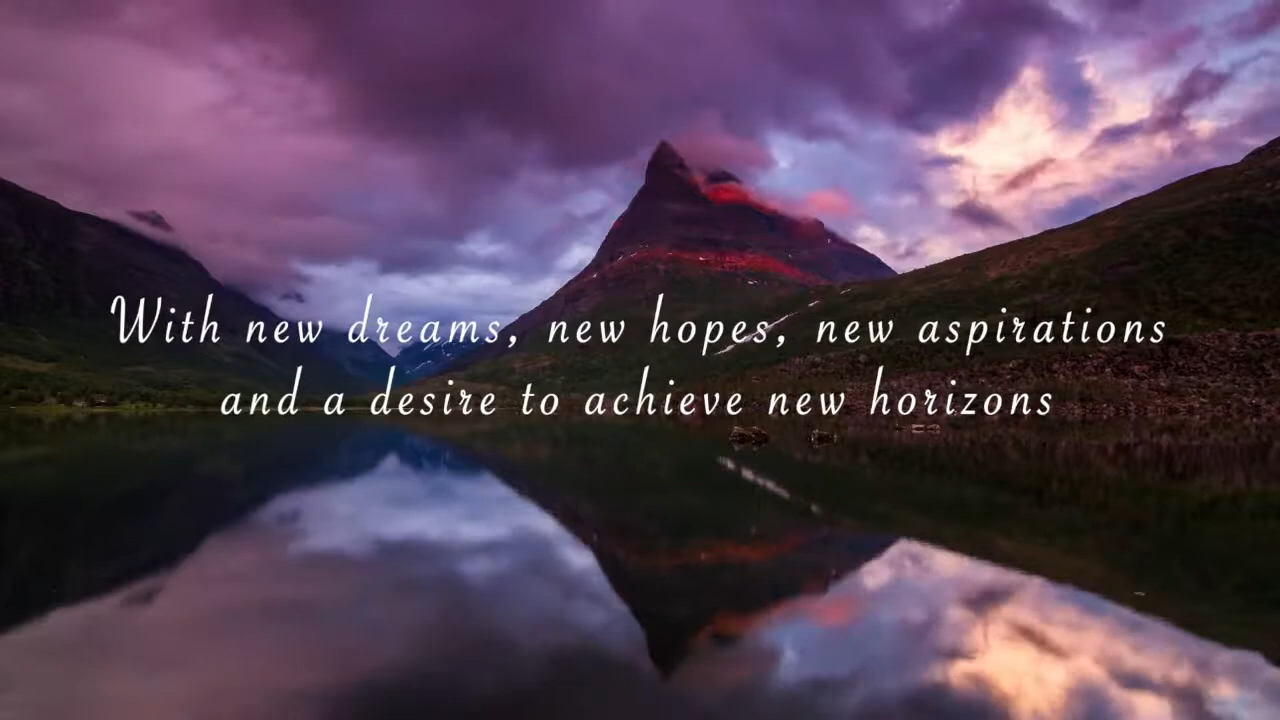 With new dreams, new hopes, new aspirations
and a desire to achieve new horizons